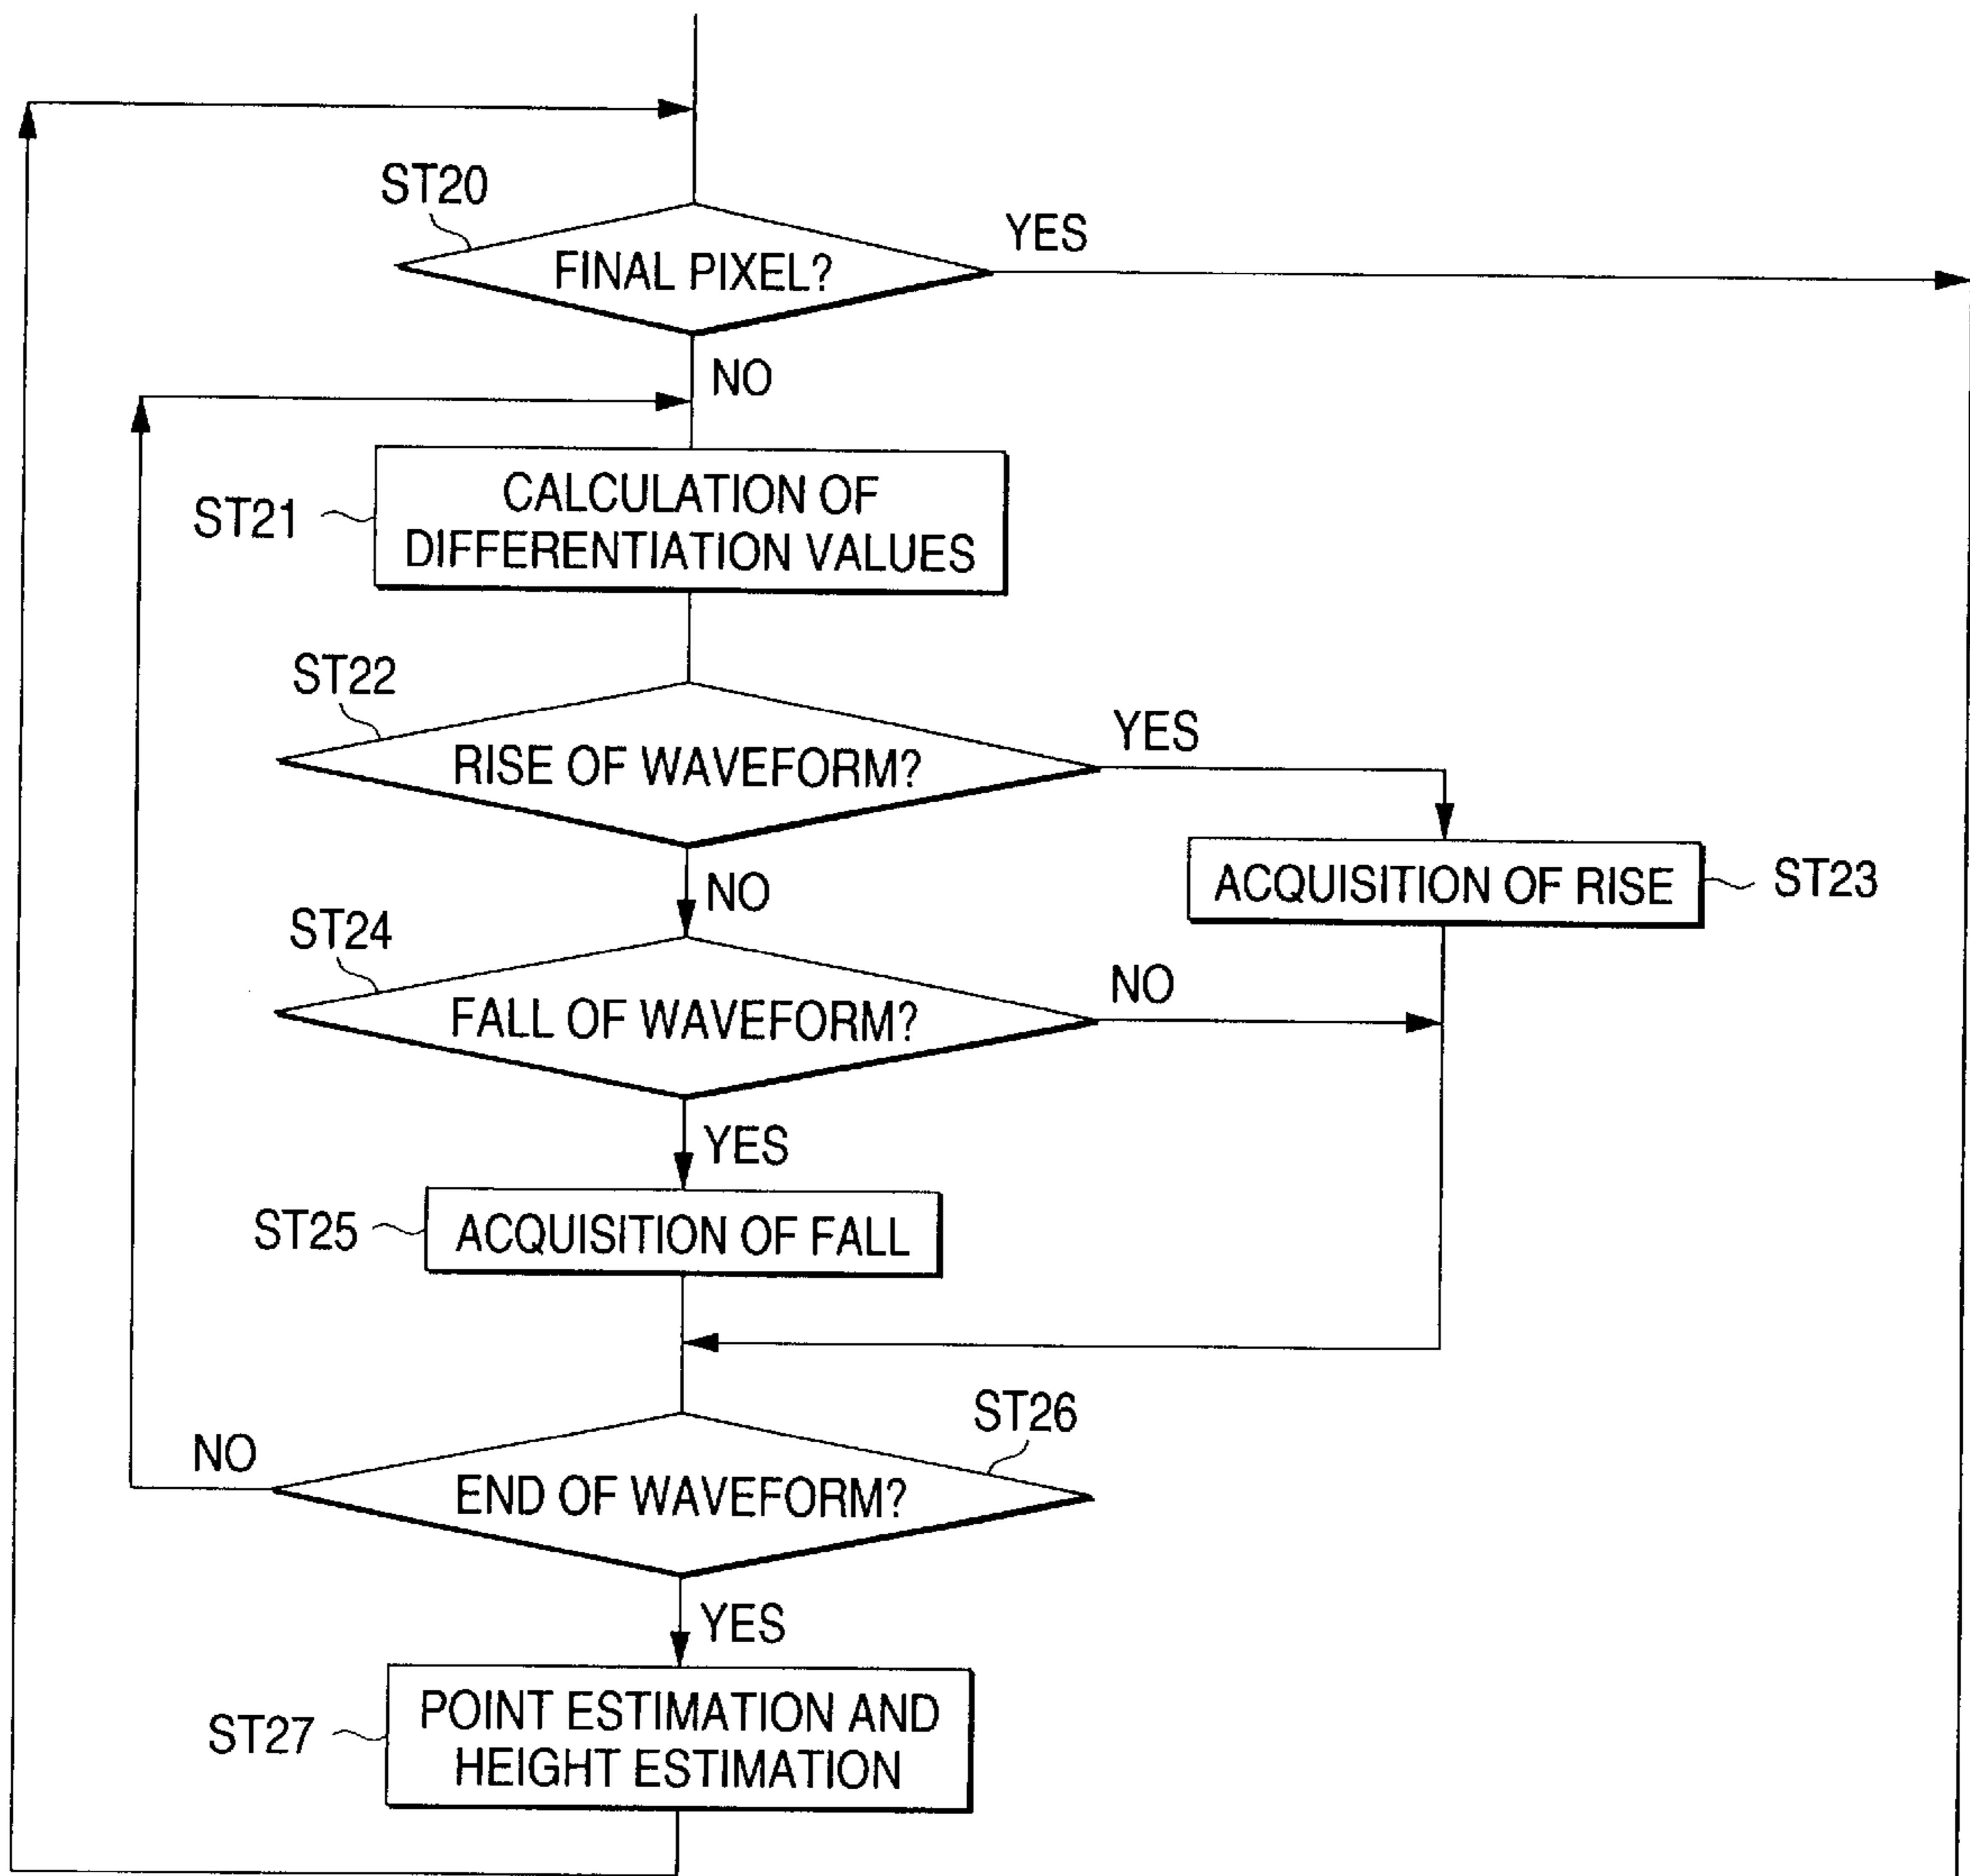 ST20
YES
FINAL PIXEL?
NO
ST21
CALCULATION OF
DIFFERENTIATION VALUES
ST22
YES
RISE OF WAVEFORM?
NO
ACQUISITION OF RISE
ST23
ST24
NO
FALL OF WAVEFORM?
YES
ST25
ACQUISITION OF FALL
ST26
NO
END OF WAVEFORM?
YES
ST27
POINT ESTIMATION AND
HEIGHT ESTIMATION